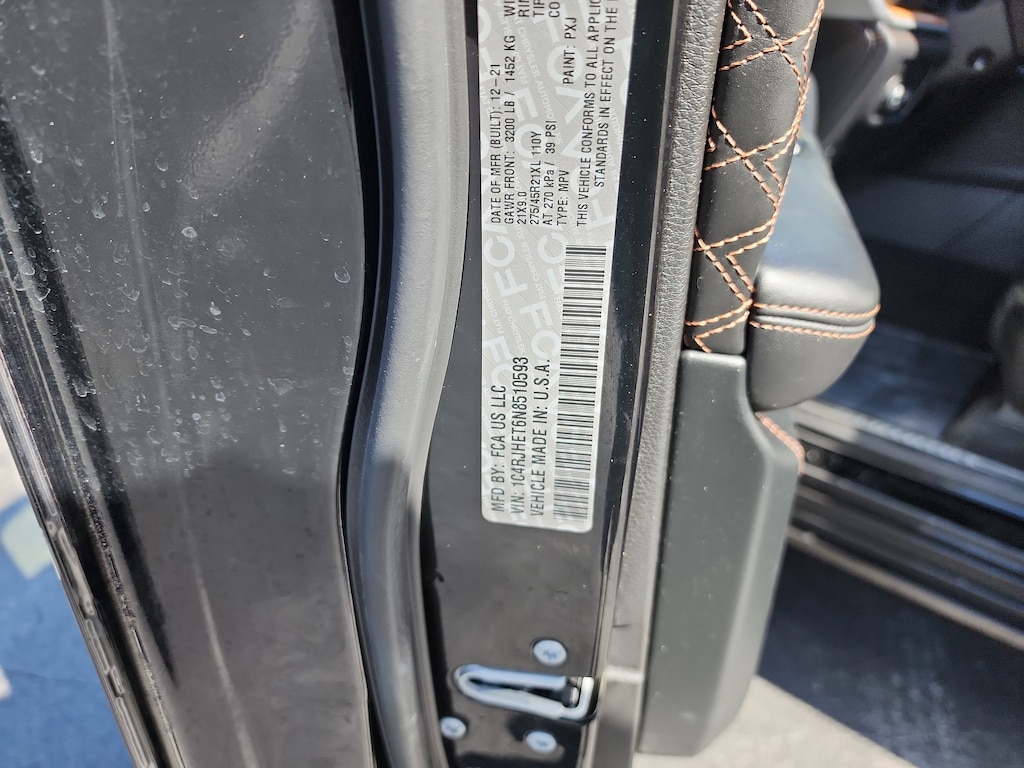 MFD BY: FCA US LLC
DATE OF MFR (BUILT): 12-21
GAWR FRONT: 3200 LB / 1452 KG
21X9.0
275/45R21XL 110Y
AT 270 kPa / 39 PSI
TYPE: MPV
PAINT: PXJ
VIN: 1C4RJHET6N8510593
VEHICLE MADE IN: U.S.A.
THIS VEHICLE CONFORMS TO ALL
STANDARDS IN EFFECT ON THE